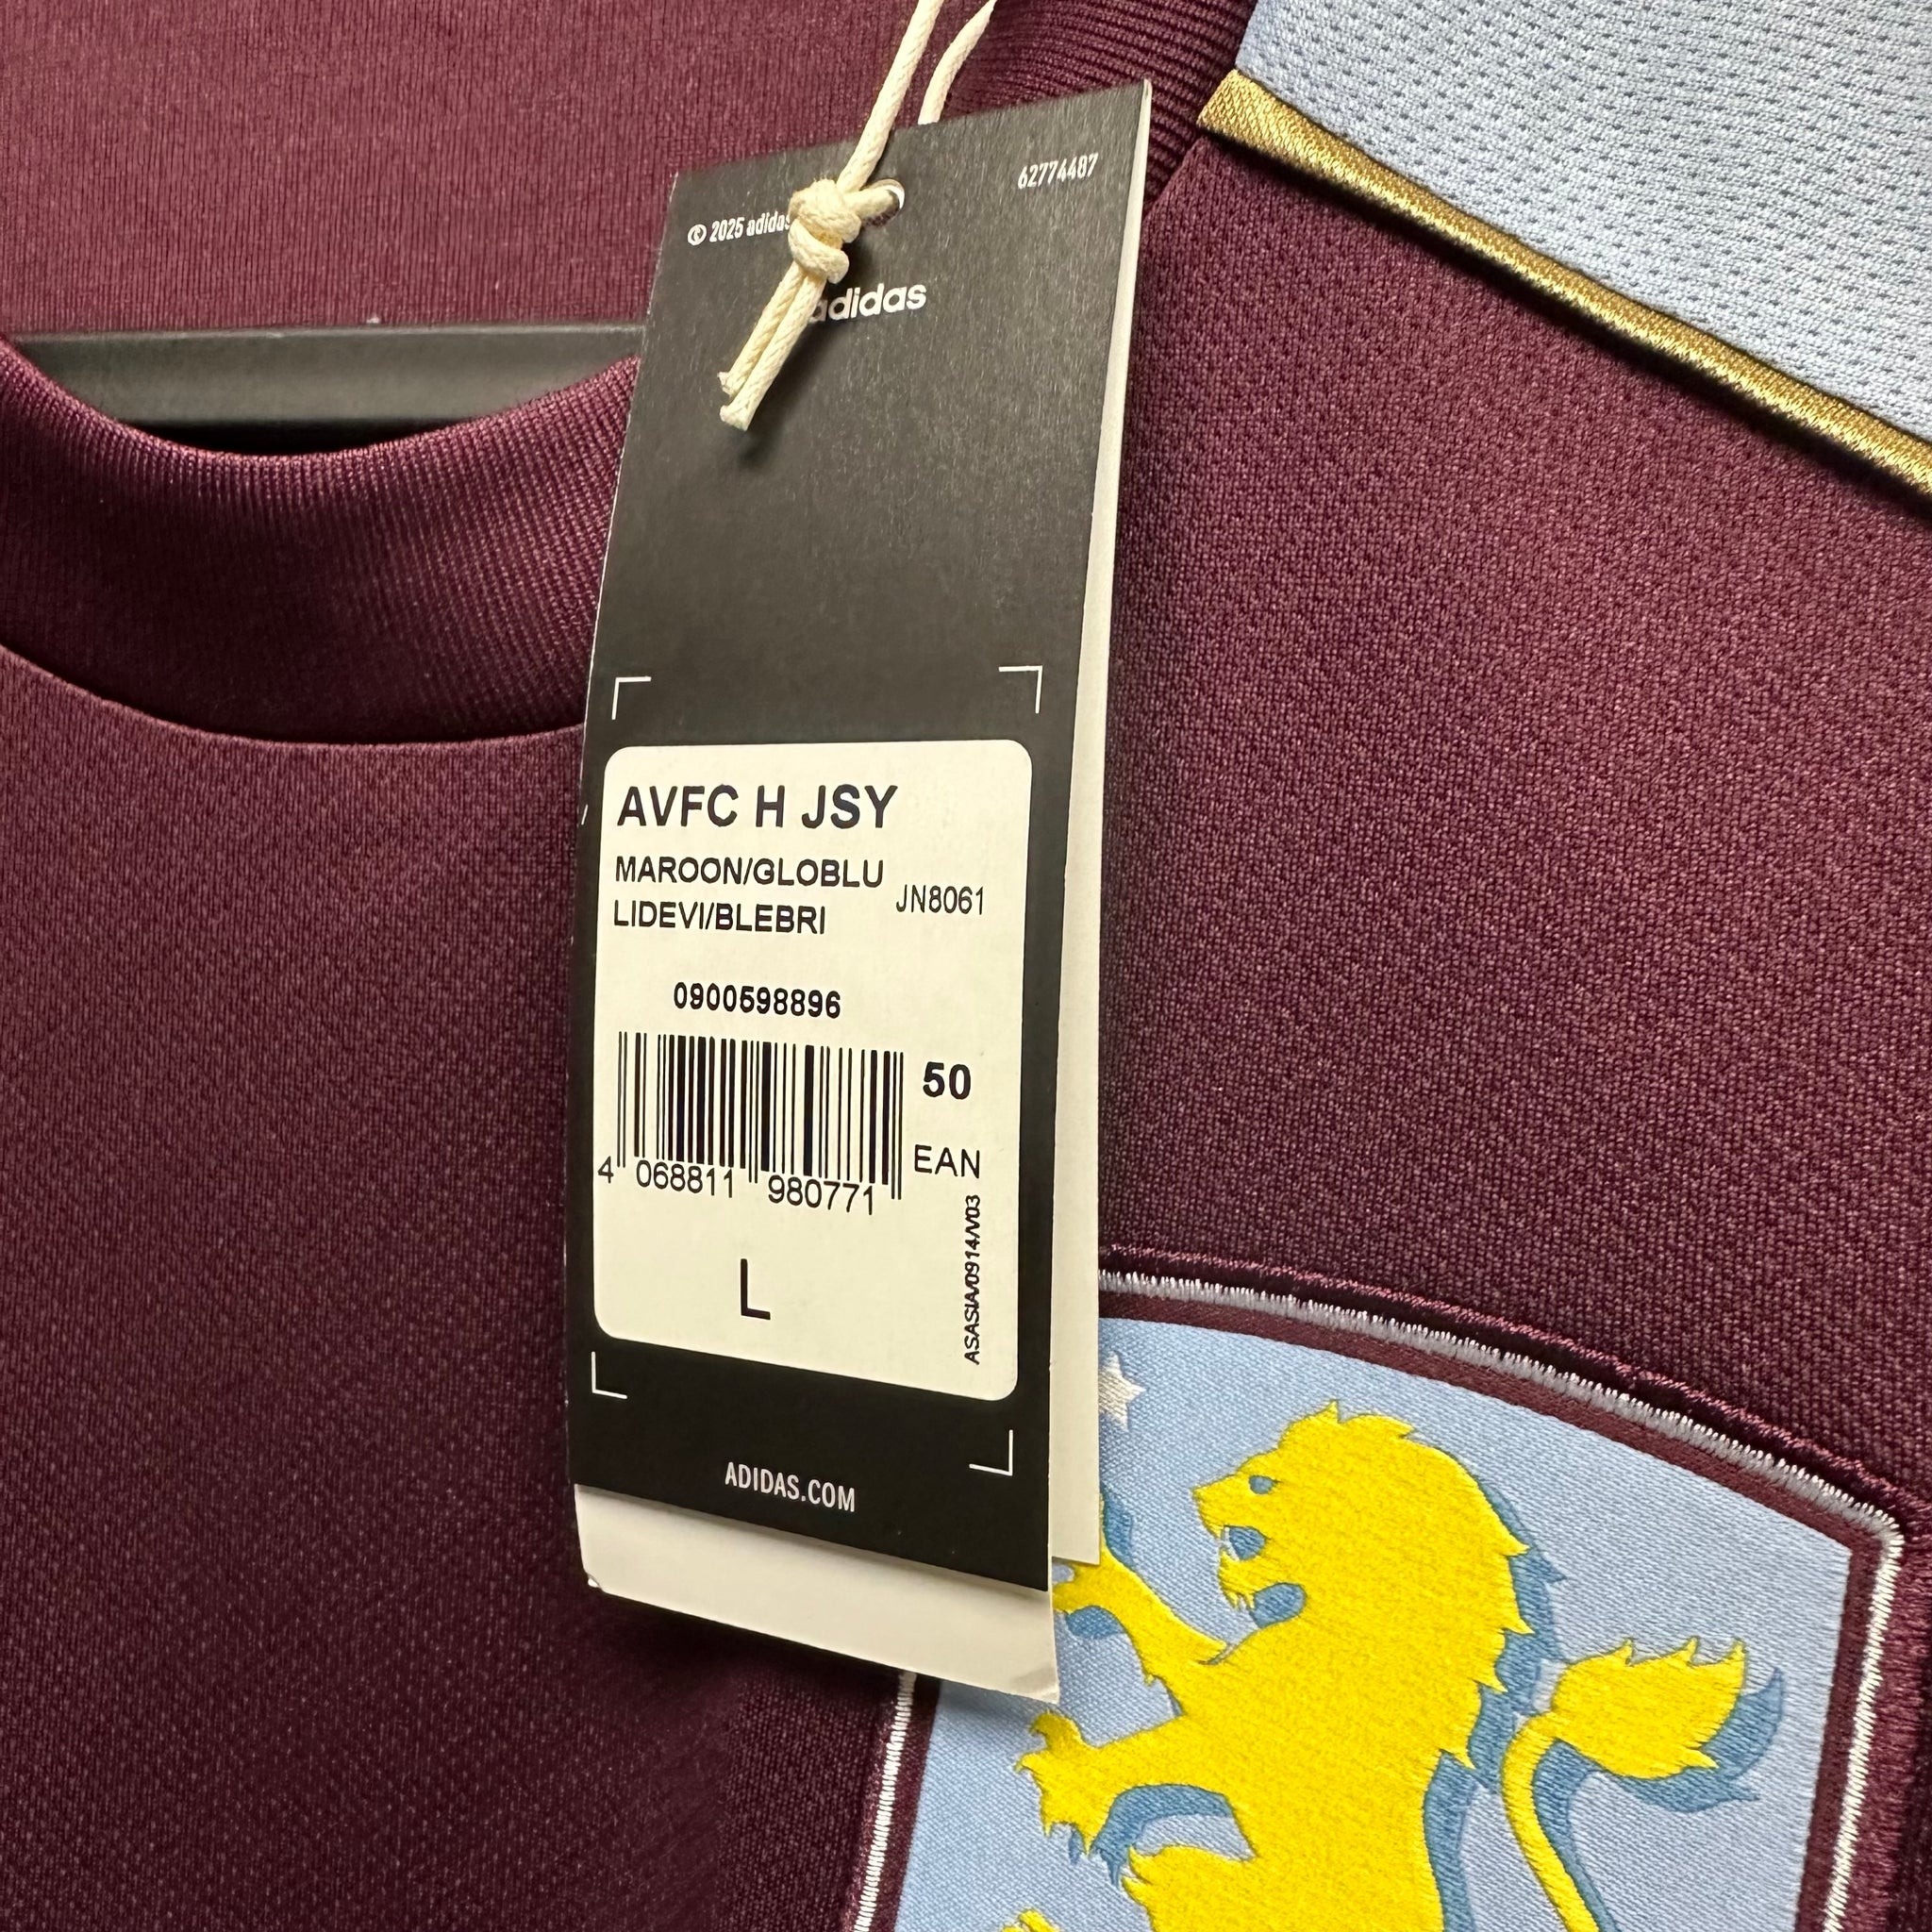 62774487
© 2025 adidas
adidas
AVFC H JSY
MAROON/GLOBLU
LIDEVI/BLEBRI
JN8061
0900598896
50
EAN
4 068811 980771
ASASIA/0914/V03
L
ADIDAS.COM